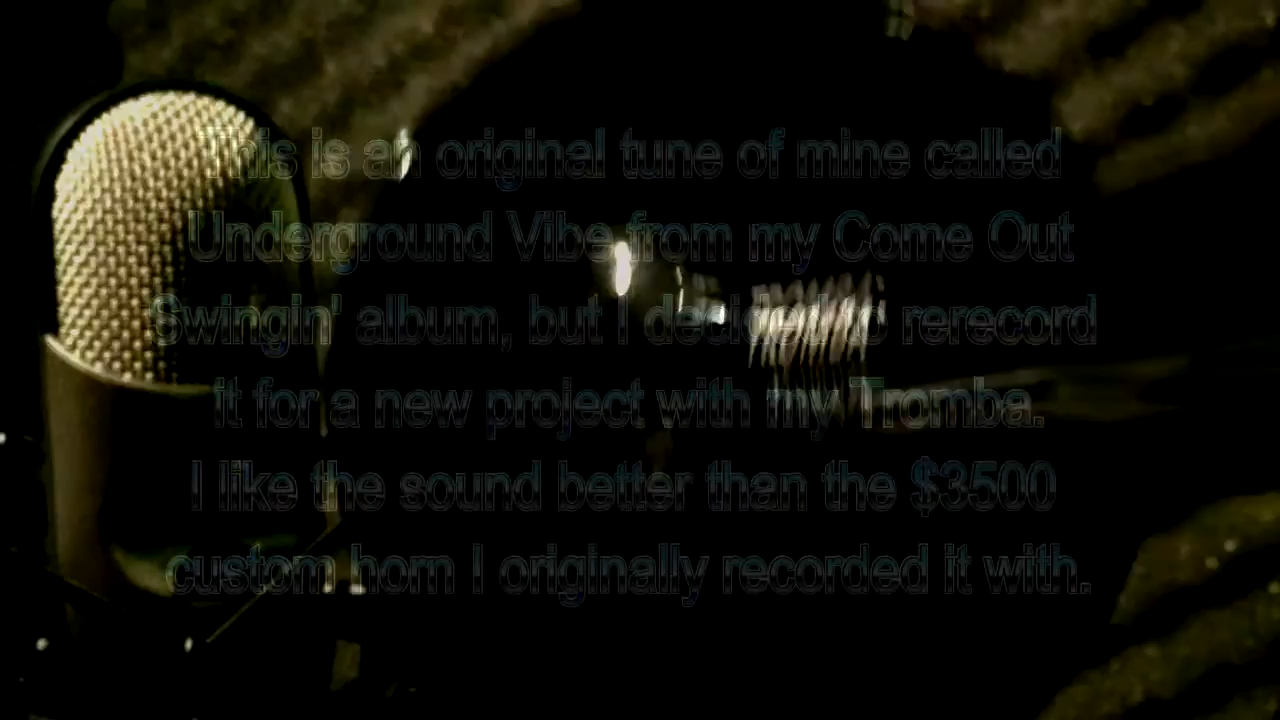 This is an original tune of mine called
Underground Vibe from my Come Out
Swingin' album, but I decided to rerecord
it for a new project with my Tromba.
I like the sound better than the $3500
custom horn I originally recorded it with.